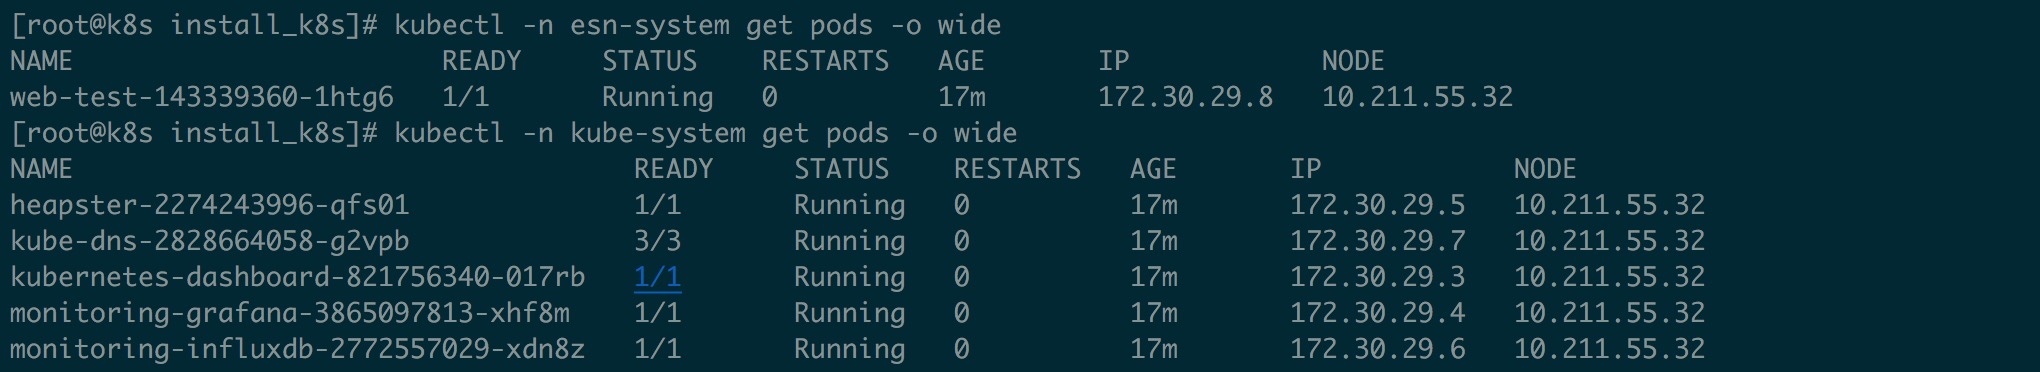 [root@k8s install_k8s]# kubectl -n esn-system get pods -o wide
NAME                       READY     STATUS    RESTARTS   AGE       IP            NODE
web-test-143339360-1htg6   1/1       Running   0          17m       172.30.29.8   10.211.55.32
[root@k8s install_k8s]# kubectl -n kube-system get pods -o wide
NAME                                   READY     STATUS    RESTARTS   AGE       IP            NODE
heapster-2274243996-qfs01              1/1       Running   0          17m       172.30.29.5   10.211.55.32
kube-dns-2828664058-g2vpb              3/3       Running   0          17m       172.30.29.7   10.211.55.32
kubernetes-dashboard-821756340-017rb   1/1       Running   0          17m       172.30.29.3   10.211.55.32
monitoring-grafana-3865097813-xhf8m    1/1       Running   0          17m       172.30.29.4   10.211.55.32
monitoring-influxdb-2772557029-xdn8z   1/1       Running   0          17m       172.30.29.6   10.211.55.32